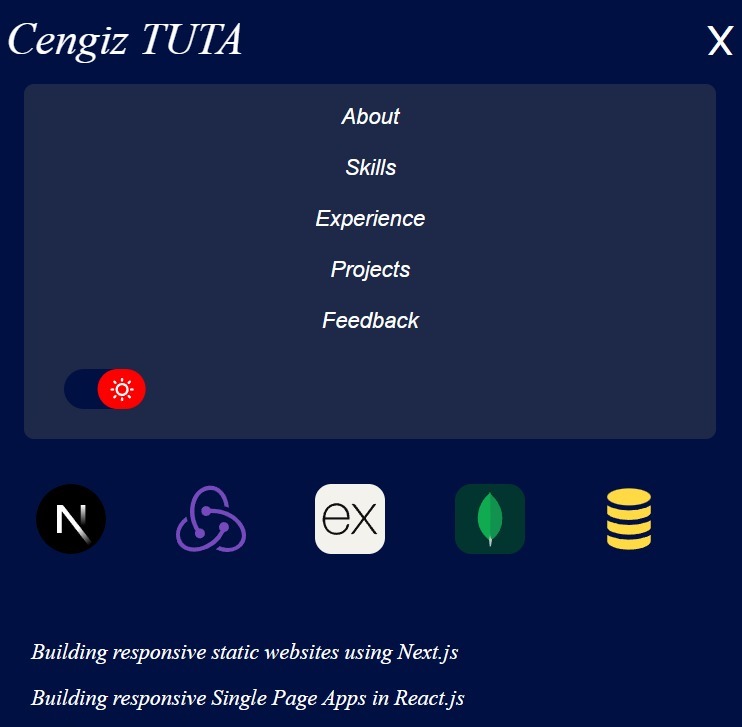 Cengiz TUTA
X
About
Skills
Experience
Projects
Feedback
N
ex
Building responsive static websites using Next.js
Building responsive Single Page Apps in React.js